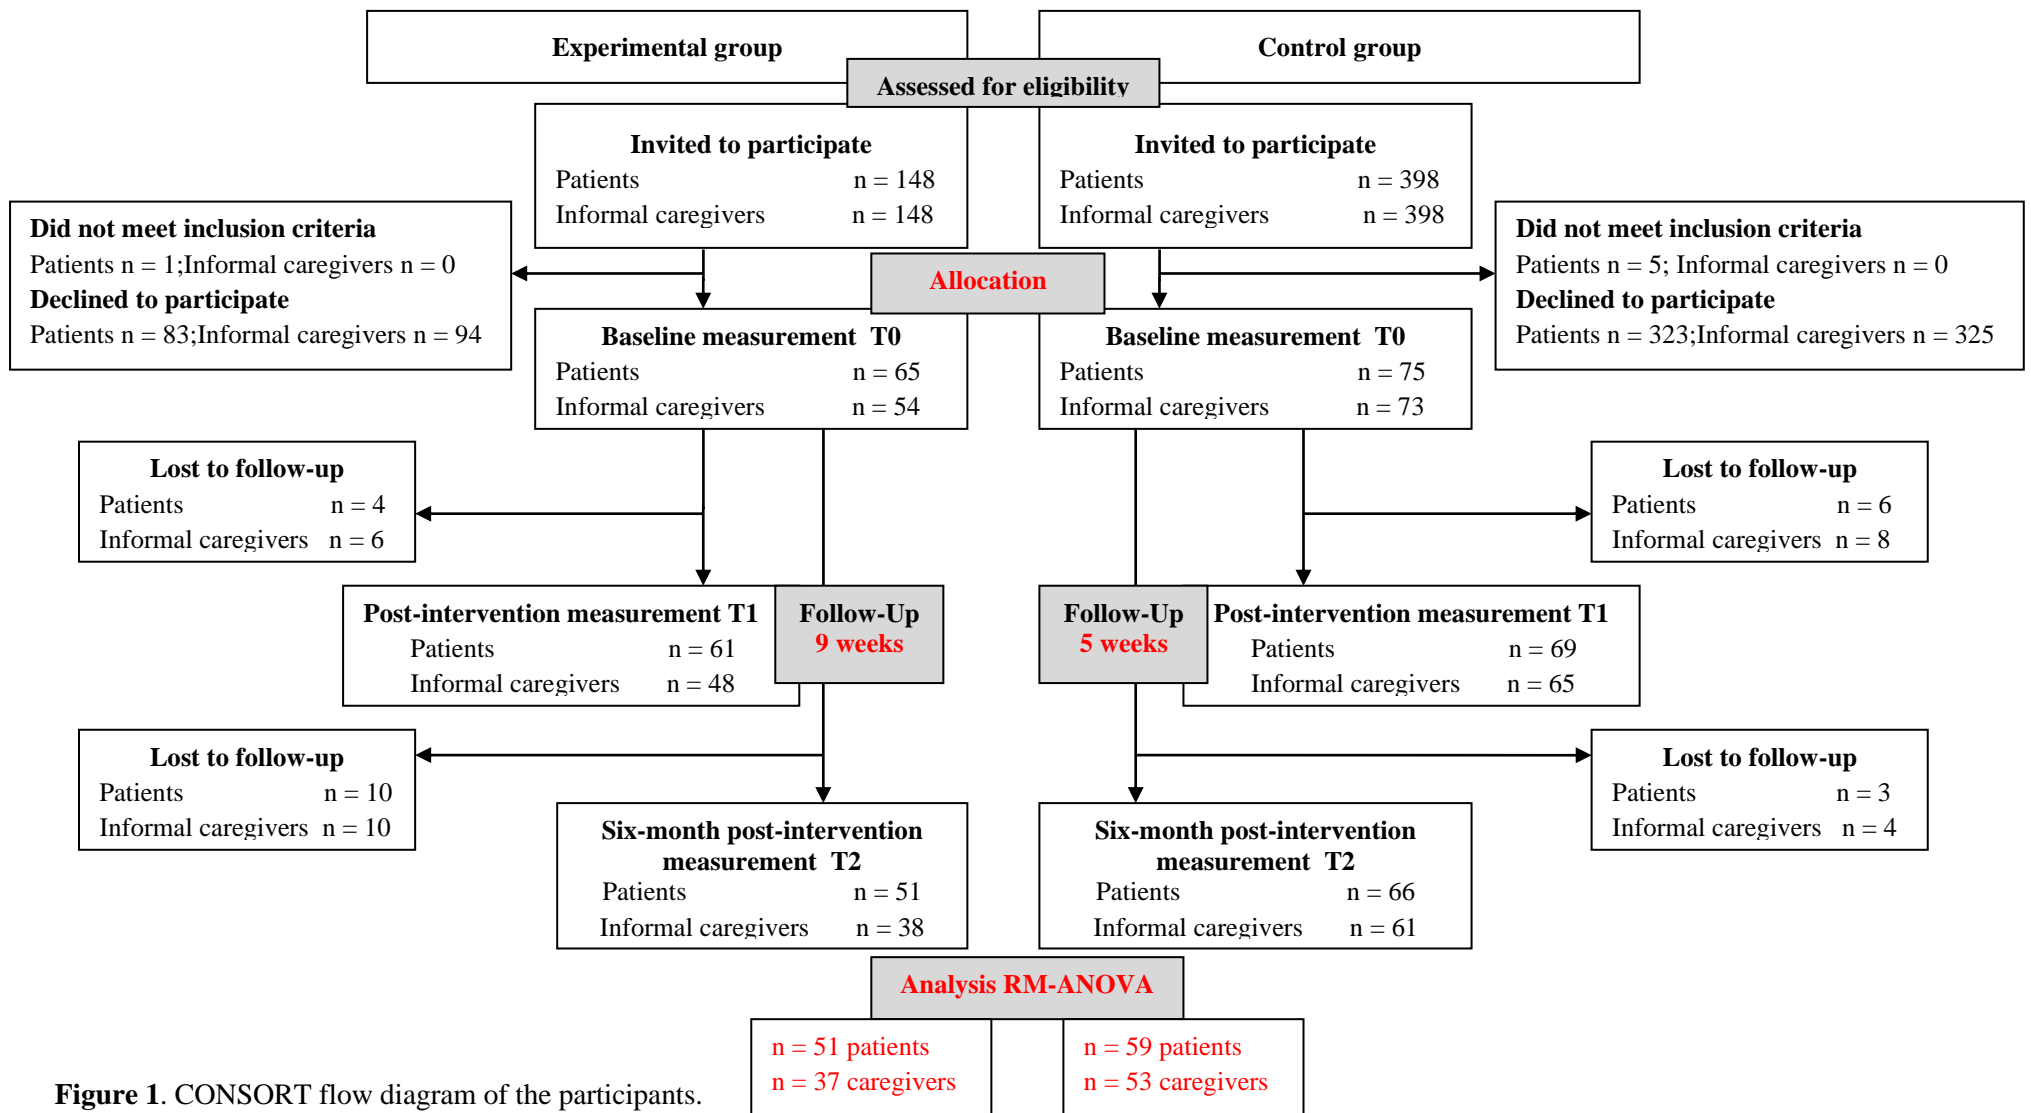 Experimental group
Control group
Assessed for eligibility
Invited to participate
Patients n = 148
Informal caregivers n = 148
Invited to participate
Patients n = 398
Informal caregivers n = 398
Did not meet inclusion criteria
Patients n = 1;Informal caregivers n = 0
Declined to participate
Patients n = 83;Informal caregivers n = 94
Did not meet inclusion criteria
Patients n = 5; Informal caregivers n = 0
Declined to participate
Patients n = 323;Informal caregivers n = 325
Allocation
Baseline measurement T0
Patients n = 65
Informal caregivers n = 54
Baseline measurement T0
Patients n = 75
Informal caregivers n = 73
Lost to follow-up
Patients n = 4
Informal caregivers n = 6
Lost to follow-up
Patients n = 6
Informal caregivers n = 8
Post-intervention measurement T1
Patients n = 61
Informal caregivers n = 48
Follow-Up
9 weeks
Follow-Up
5 weeks
Post-intervention measurement T1
Patients n = 69
Informal caregivers n = 65
Lost to follow-up
Patients n = 10
Informal caregivers n = 10
Lost to follow-up
Patients n = 3
Informal caregivers n = 4
Six-month post-intervention
measurement T2
Patients n = 51
Informal caregivers n = 38
Six-month post-intervention
measurement T2
Patients n = 66
Informal caregivers n = 61
Analysis RM-ANOVA
n = 51 patients
n = 37 caregivers
n = 59 patients
n = 53 caregivers
Figure 1. CONSORT flow diagram of the participants.